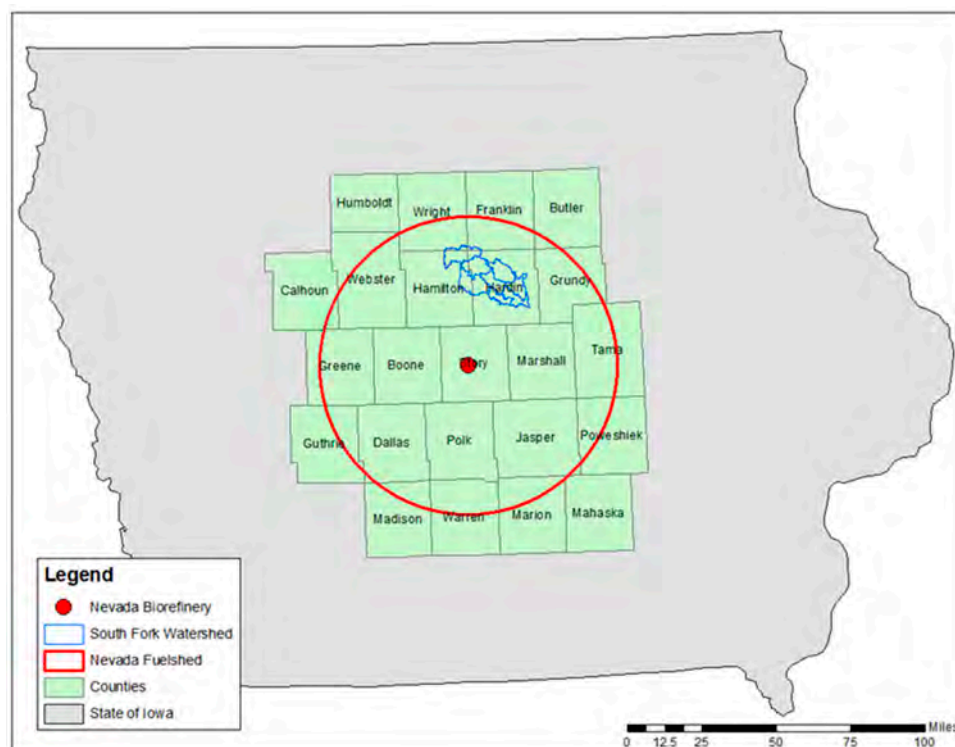 Humboldt
Wright
Franklin
Butler
Calhoun
Webster
Hamilton
Hardin
Grundy
Greene
Boone
Story
Marshall
Tama
Guthrie
Dallas
Polk
Jasper
Poweshiek
Madison
Warren
Marion
Mahaska
Legend
Nevada Biorefinery
South Fork Watershed
Nevada Fuelshed
Counties
State of Iowa
Miles
0 12.5 25 50 75 100